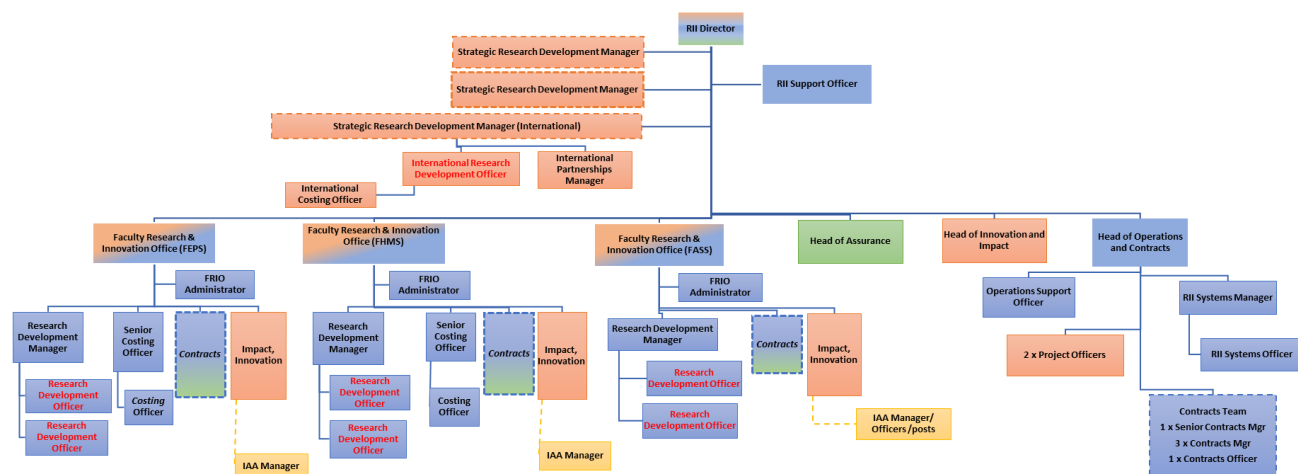 RII Director
Strategic Research Development Manager
RII Support Officer
Strategic Research Development Manager
Strategic Research Development Manager (International)
International Research
Development Officer
International
Partnerships
Manager
International
Costing Officer
Faculty Research &
Innovation Office (FEPS)
Faculty Research & Innovation
Office (FHMS)
Faculty Research &
Innovation Office (FASS)
Head of Assurance
Head of Innovation and
Impact
Head of Operations
and Contracts
FRIO
Administrator
FRIO
Administrator
FRIO
Administrator
Operations Support
Officer
RII Systems Manager
Research
Development
Manager
Senior
Costing
Officer
Contracts
Impact,
Innovation
Research
Development
Manager
Senior
Costing
Officer
Contracts
Impact,
Innovation
Research Development
Manager
Contracts
Impact,
Innovation
2 x Project Officers
RII Systems Officer
Research
Development Officer
Costing
Officer
Research
Development
Officer
Costing
Officer
Research
Development Officer
Research
Development Officer
Research
Development
Officer
Research
Development Officer
IAA Manager/
Officers/posts
Contracts Team
1 x Senior Contracts Mgr
3 x Contracts Mgr
1 x Contracts Officer
IAA Manager
IAA Manager